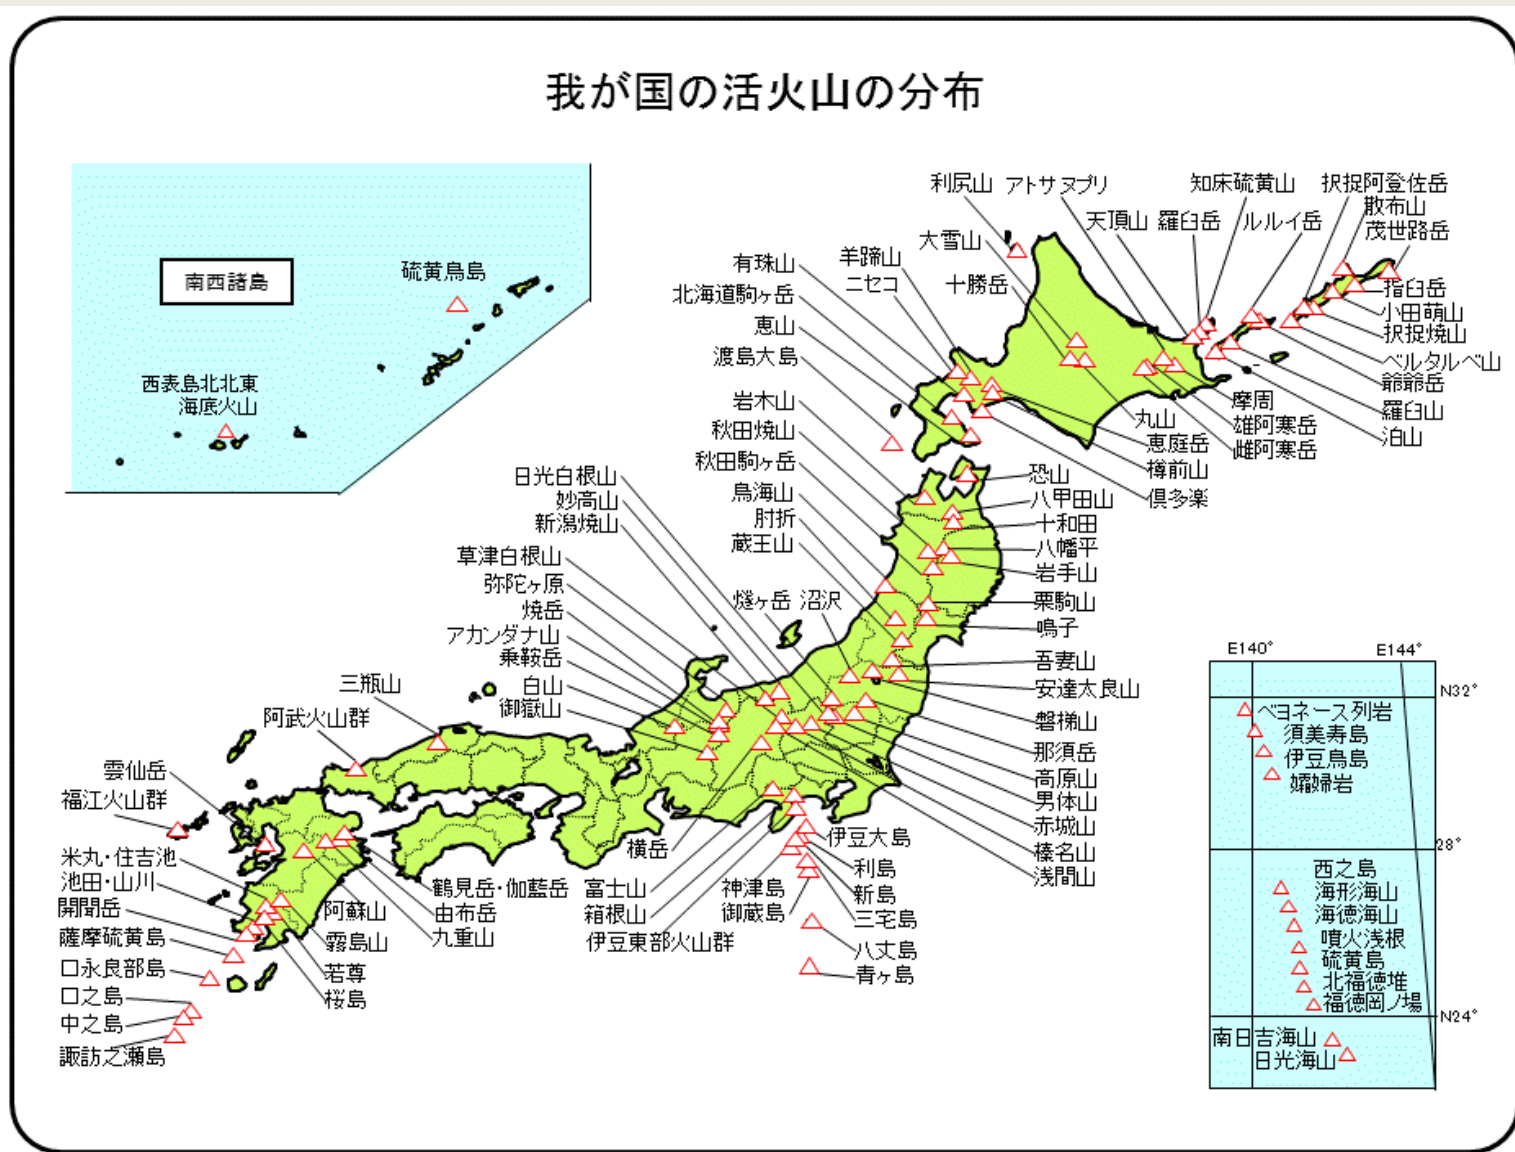 我が国の活火山の分布
南西諸島
硫黄鳥島
西表島北北東
海底火山
利尻山
アトサヌプリ
知床硫黄山
択捉阿登佐岳
散布山
天頂山
羅臼岳
ルルイ岳
茂世路岳
大雪山
羊蹄山
有珠山
ニセコ
十勝岳
指臼岳
北海道駒ヶ岳
小田萌山
恵山
択捉焼山
渡島大島
ベルタルベ山
爺爺岳
岩木山
摩周
羅臼山
丸山
雄阿寒岳
泊山
秋田焼山
恵庭岳
雌阿寒岳
秋田駒ヶ岳
樽前山
日光白根山
恐山
鳥海山
八甲田山
倶多楽
妙高山
肘折
十和田
新潟焼山
蔵王山
八幡平
草津白根山
岩手山
弥陀ヶ原
燧ヶ岳
沼沢
栗駒山
焼岳
鳴子
アカンダナ山
乗鞍岳
吾妻山
白山
安達太良山
御嶽山
磐梯山
三瓶山
那須岳
阿武火山群
高原山
雲仙岳
男体山
福江火山群
赤城山
横岳
伊豆大島
榛名山
米丸・住吉池
利島
浅間山
池田・山川
鶴見岳・伽藍岳
富士山
神津島
新島
開聞岳
阿蘇山
由布岳
箱根山
御蔵島
三宅島
薩摩硫黄島
霧島山
九重山
伊豆東部火山群
八丈島
口永良部島
若尊
青ヶ島
口之島
桜島
中之島
諏訪之瀬島
E140°
E144°
N32°
ベヨネース列岩
須美寿島
伊豆鳥島
孀婦岩
28°
西之島
海形海山
海徳海山
噴火浅根
硫黄島
北福徳堆
福徳岡ノ場
N24°
南日吉海山
日光海山